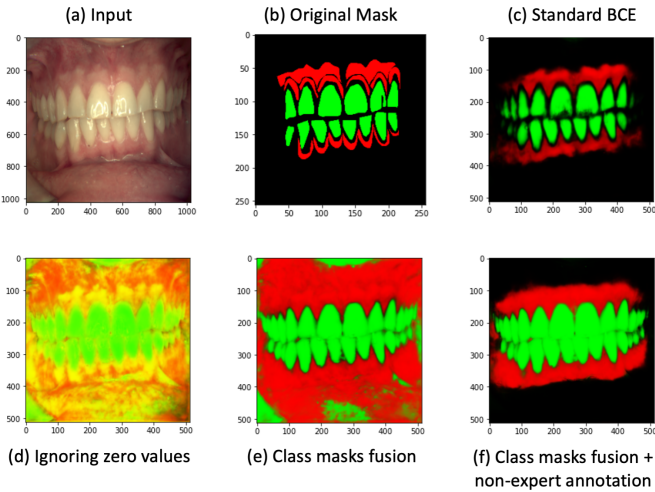 (a) Input
(b) Original Mask
(c) Standard BCE
0
200
400
600
800
1000
0 200 400 600 800 1000
0
50
100
150
200
250
0 50 100 150 200 250
0
100
200
300
400
500
0 100 200 300 400 500
0
100
200
300
400
500
0 100 200 300 400 500
0
100
200
300
400
500
0 100 200 300 400 500
0
100
200
300
400
500
0 100 200 300 400 500
(d) Ignoring zero values
(e) Class masks fusion
(f) Class masks fusion +
non-expert annotation